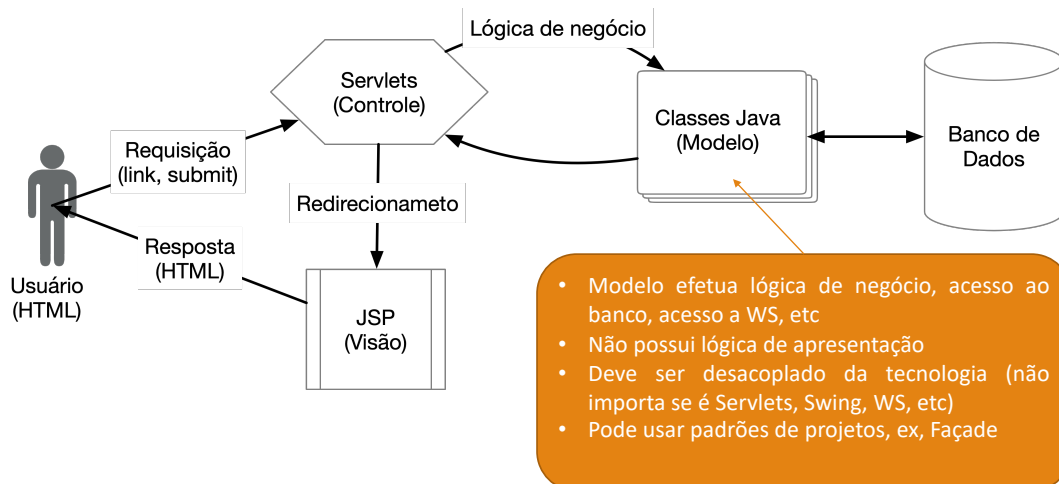 Lógica de negócio
Servlets
(Controle)
Classes Java
(Modelo)
Banco de
Dados
Requisição
(link, submit)
Redirecionameto
Resposta
(HTML)
Usuário
(HTML)
JSP
(Visão)
• Modelo efetua lógica de negócio, acesso ao
banco, acesso a WS, etc
• Não possui lógica de apresentação
• Deve ser desacoplado da tecnologia (não
importa se é Servlets, Swing, WS, etc)
• Pode usar padrões de projetos, ex, Façade